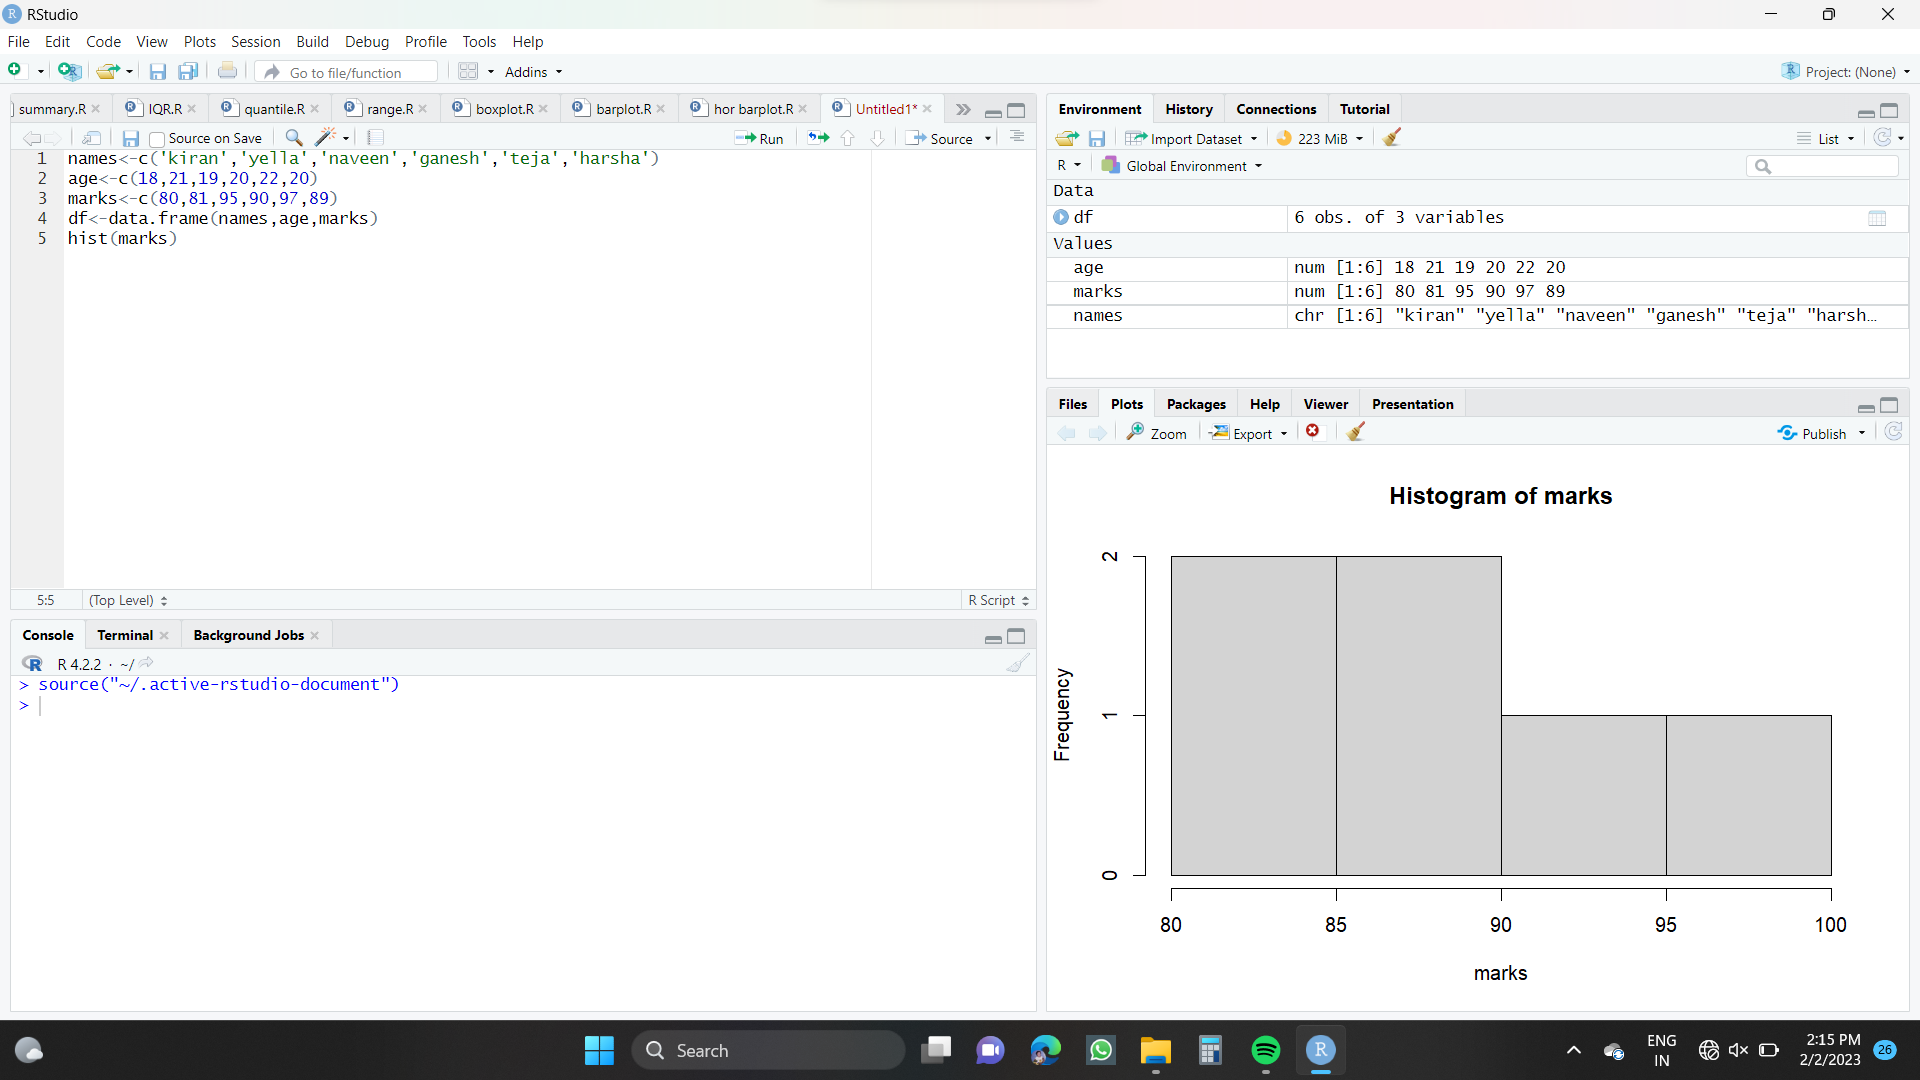 RStudio
File Edit Code View Plots Session Build Debug Profile Tools Help
Go to file/function Addins Project: (None)
summary.R IQR.R quantile.R range.R boxplot.R barplot.R hor barplot.R Untitled1*
Source on Save Run Source
1 names<-c('kiran','yella','naveen','ganesh','teja','harsha')
2 age<-c(18,21,19,20,22,20)
3 marks<-c(80,81,95,90,97,89)
4 df<-data.frame(names,age,marks)
5 hist(marks)
5:5 (Top Level) R Script
Console Terminal Background Jobs
R 4.2.2 · ~/
> source("~/.active-rstudio-document")
>
Environment History Connections Tutorial
Import Dataset 223 MiB List
R Global Environment
Data
df 6 obs. of 3 variables
Values
age num [1:6] 18 21 19 20 22 20
marks num [1:6] 80 81 95 90 97 89
names chr [1:6] "kiran" "yella" "naveen" "ganesh" "teja" "harsh…
Files Plots Packages Help Viewer Presentation
Zoom Export Publish
Histogram of marks
Frequency
2
1
0
80 85 90 95 100
marks
Search
ENG
IN
2:15 PM
2/2/2023
26